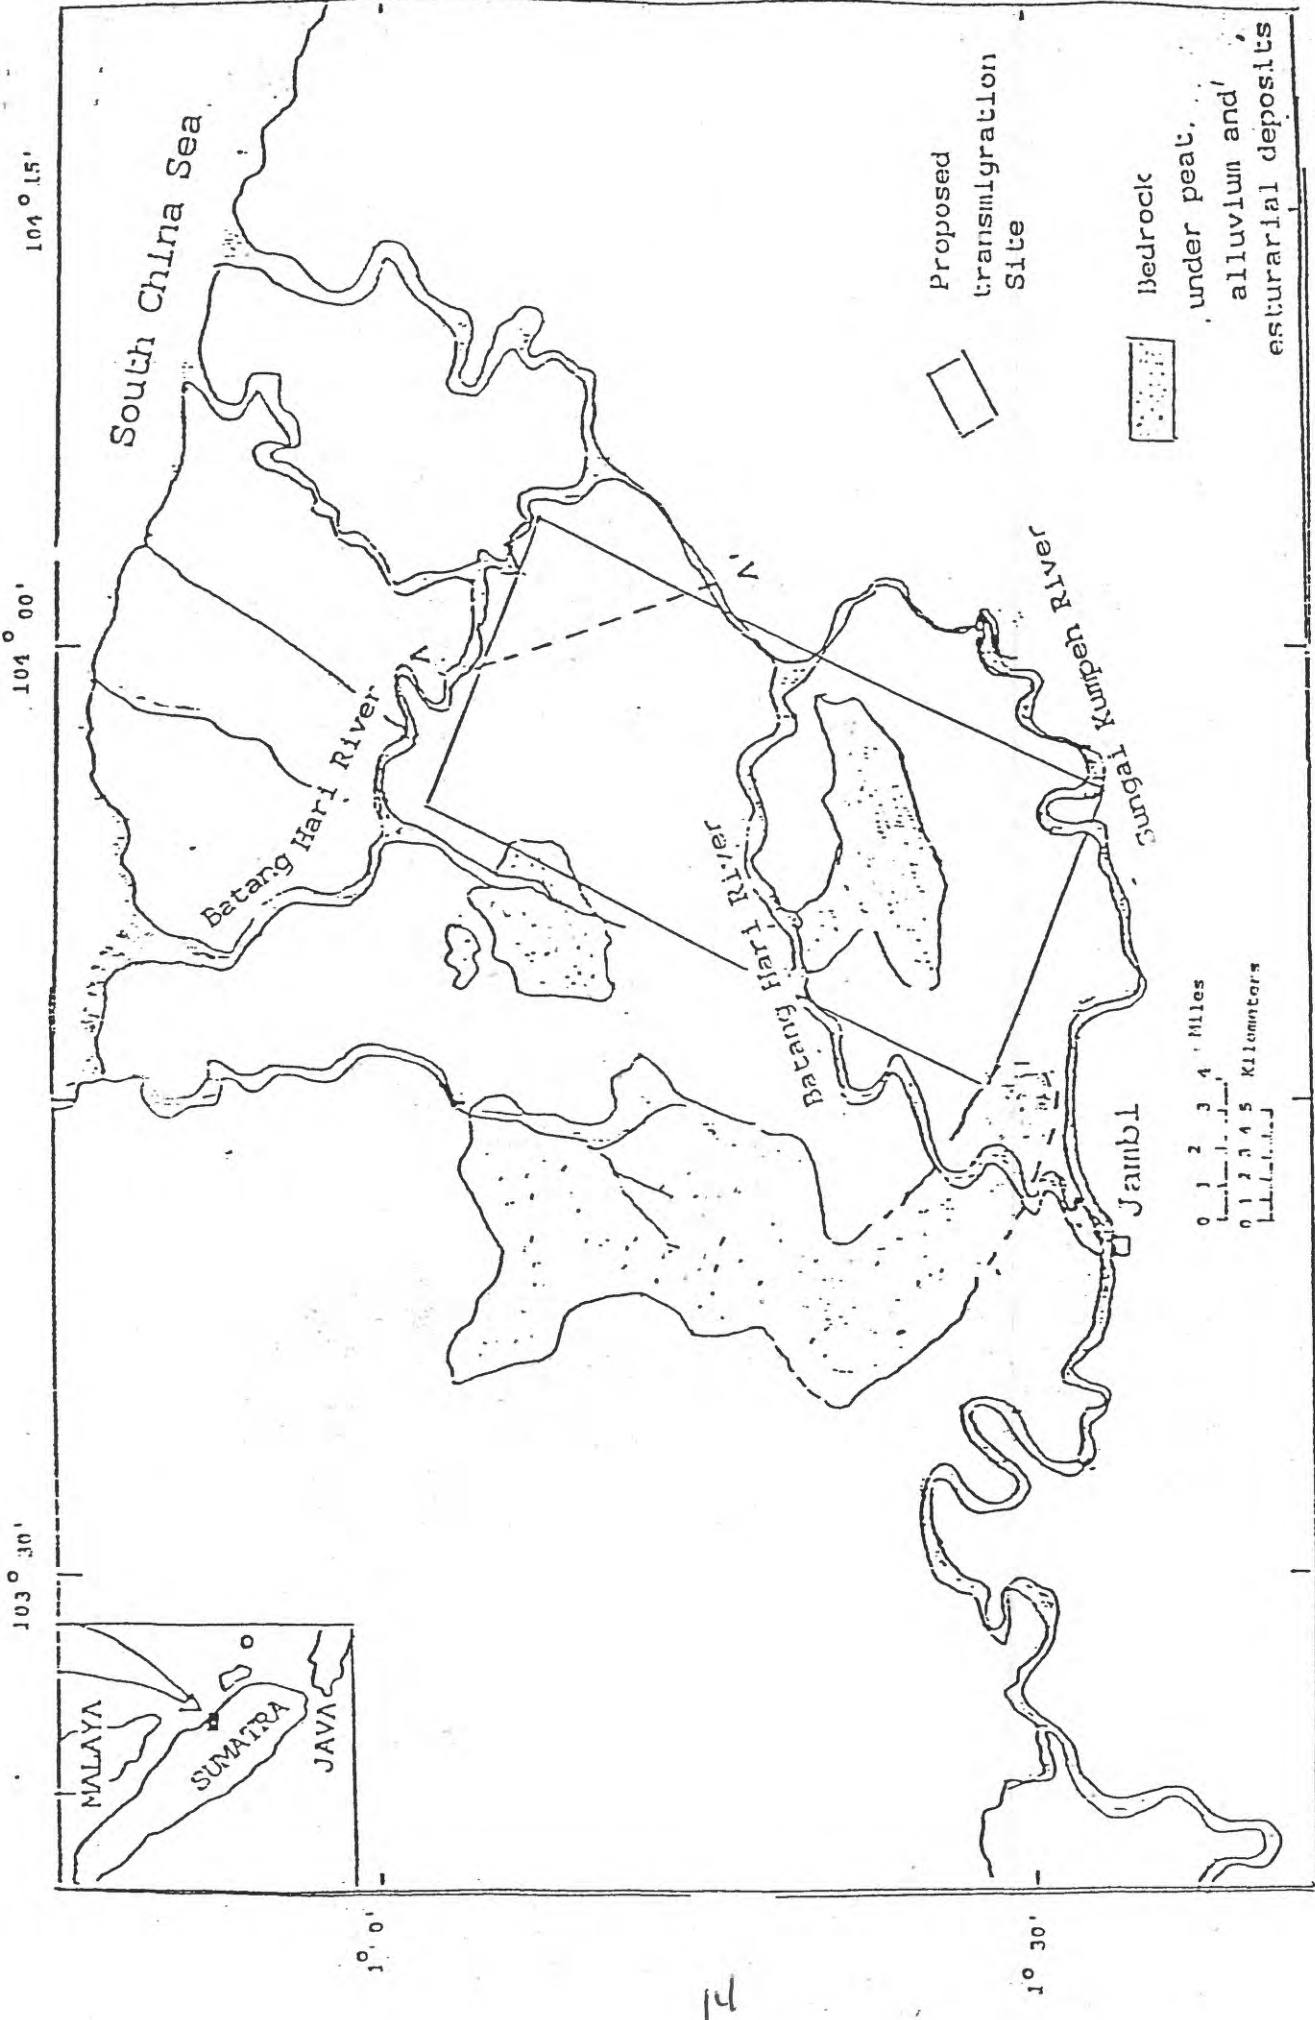 103° 30'
104° 00'
104° 15'
MALAYA
SUMATRA
JAVA
South China Sea
1° 0'
Batang Hari River
A
A'
Batang Hari River
Sungai Kumpeh River
1° 30'
Jambi
0 1 2 3 4 Miles
0 1 2 3 4 5 Kilometers
Proposed
transmigration
Site
Bedrock
under peat,
alluvium and
esturarial deposits
14